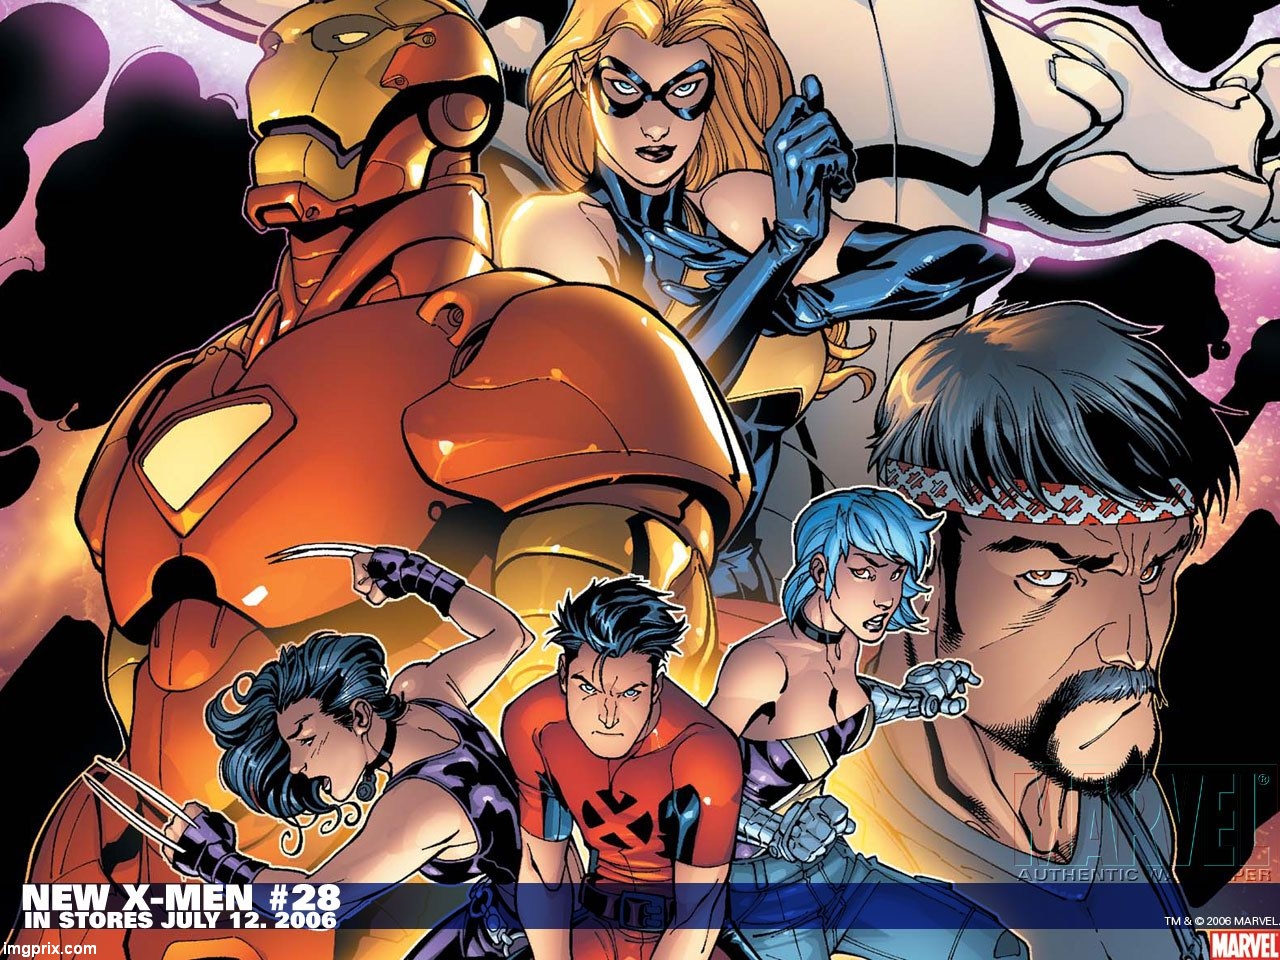 MARVEL®
AUTHENTIC
NEW X-MEN #28
IN STORES JULY 12. 2006
TM & © 2006 MARVEL.
imgprix.com
MARVEL